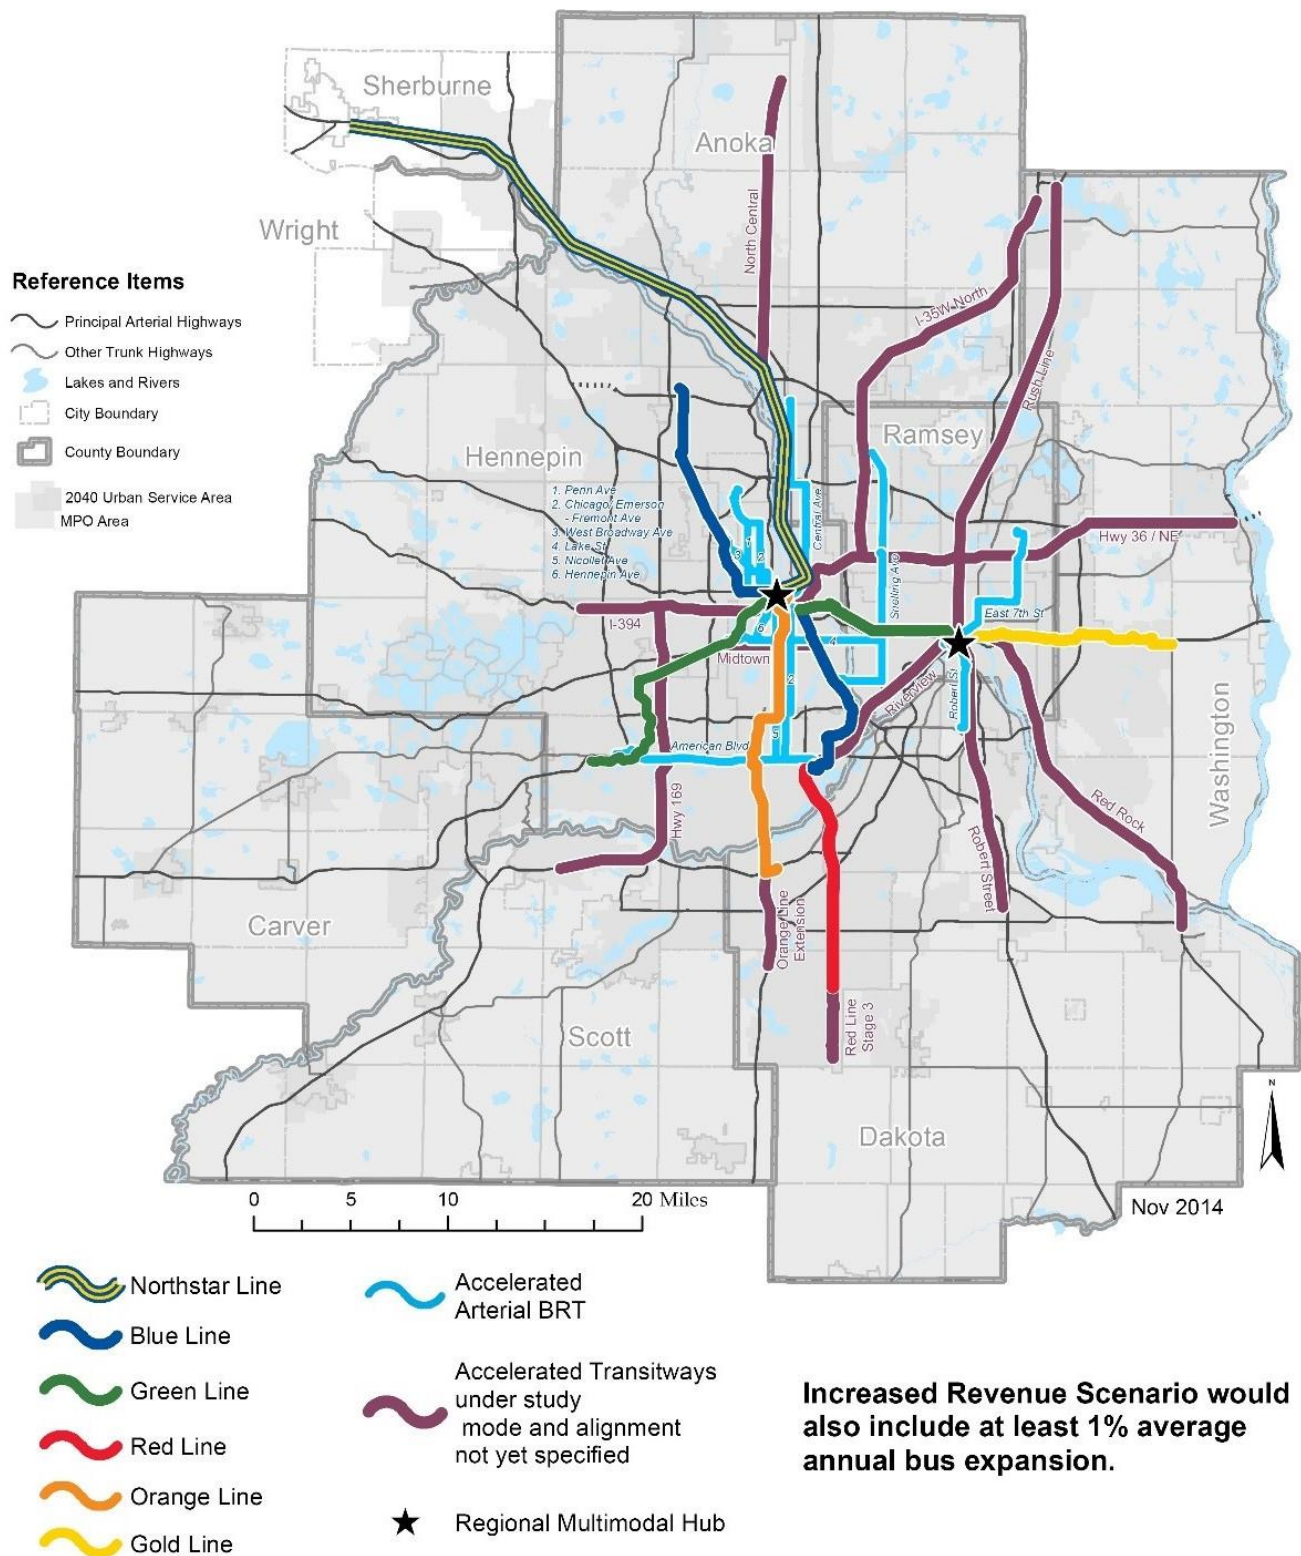 Sherburne
Anoka
Wright
North Central
Reference Items
Principal Arterial Highways
Other Trunk Highways
Lakes and Rivers
City Boundary
County Boundary
2040 Urban Service Area
MPO Area
I-35W North
Rush Line
Ramsey
Hennepin
1. Penn Ave
2. Chicago/ Emerson
- Fremont Ave
3. West Broadway Ave
4. Lake St
5. Nicollet Ave
6. Hennepin Ave
Central Ave
1
3
2
Hwy 36 / NE
Snelling Ave
East 7th St
I-394
6
4
Midtown
2
Riverview
Robert St
5
American Blvd
Washington
Hwy 169
Red Rock
Robert Street
Carver
Orange Line
Extension
Scott
Red Line
Stage 3
Dakota
N
0 5 10 20 Miles
Nov 2014
Northstar Line
Blue Line
Green Line
Red Line
Orange Line
Gold Line
Accelerated
Arterial BRT
Accelerated Transitways
under study
mode and alignment
not yet specified
Regional Multimodal Hub
Increased Revenue Scenario would
also include at least 1% average
annual bus expansion.